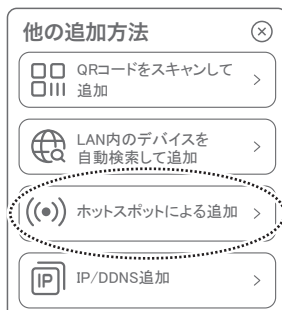 他の追加方法
QRコードをスキャンして
追加
LAN内のデバイスを
自動検索して追加
ホットスポットによる追加
IP
IP/DDNS追加